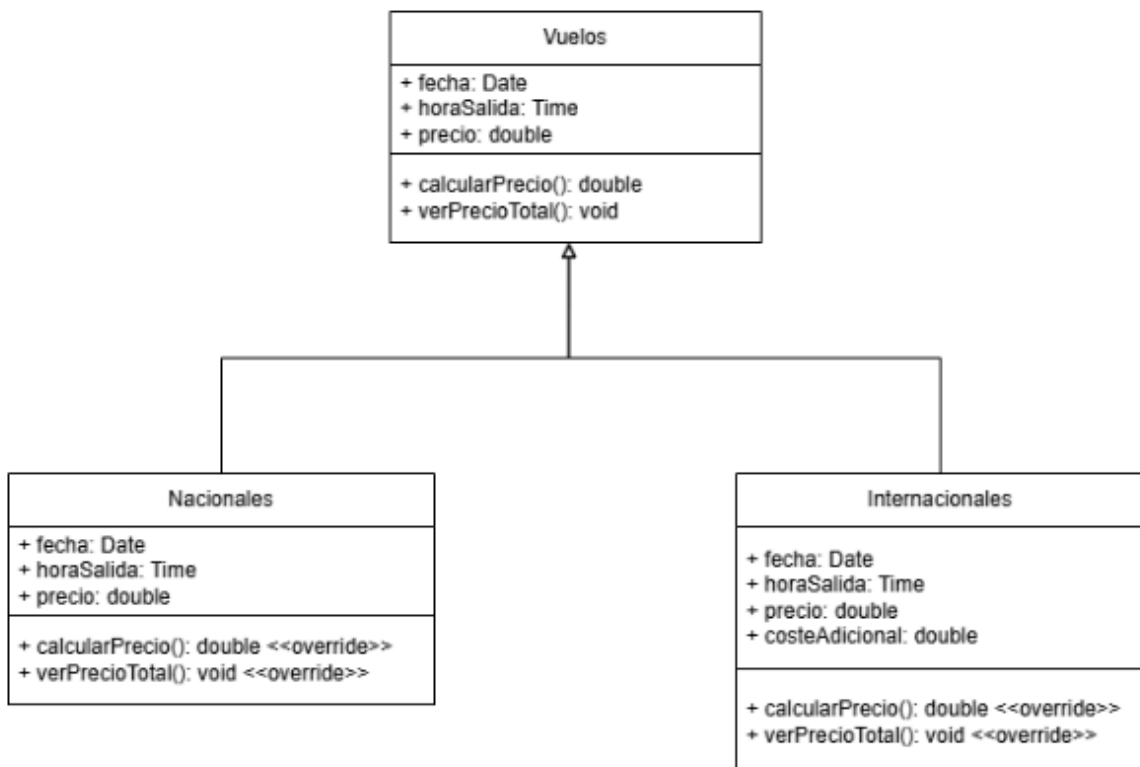 Vuelos
+ fecha: Date
+ horaSalida: Time
+ precio: double
+ calcularPrecio(): double
+ verPrecioTotal(): void
Nacionales
+ fecha: Date
+ horaSalida: Time
+ precio: double
+ calcularPrecio(): double <<override>>
+ verPrecioTotal(): void <<override>>
Internacionales
+ fecha: Date
+ horaSalida: Time
+ precio: double
+ costeAdicional: double
+ calcularPrecio(): double <<override>>
+ verPrecioTotal(): void <<override>>